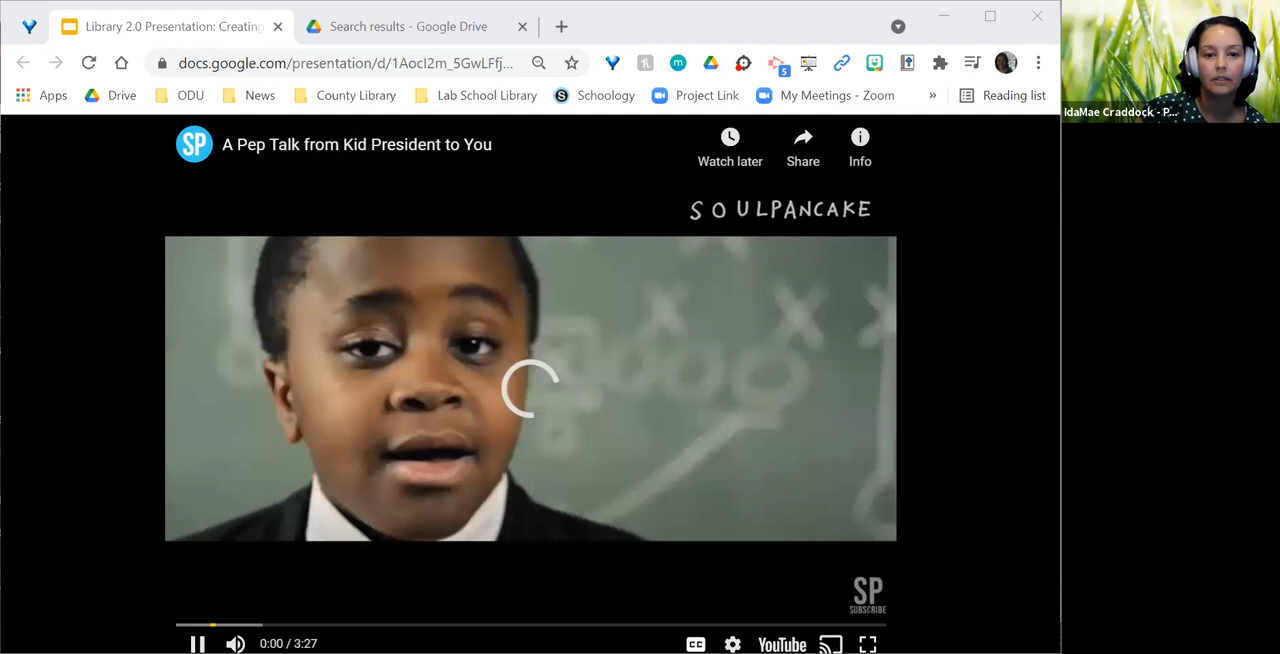 Library 2.0 Presentation: Creating
Search results - Google Drive
docs.google.com/presentation/d/1AocI2m_5GwLFfj...
5
Apps Drive ODU News County Library Lab School Library Schoology Project Link My Meetings - Zoom » Reading list
IdaMae Craddock - P...
SP A Pep Talk from Kid President to You
Watch later Share Info
SOULPANCAKE
SP
SUBSCRIBE
0:00 / 3:27
CC
YouTube